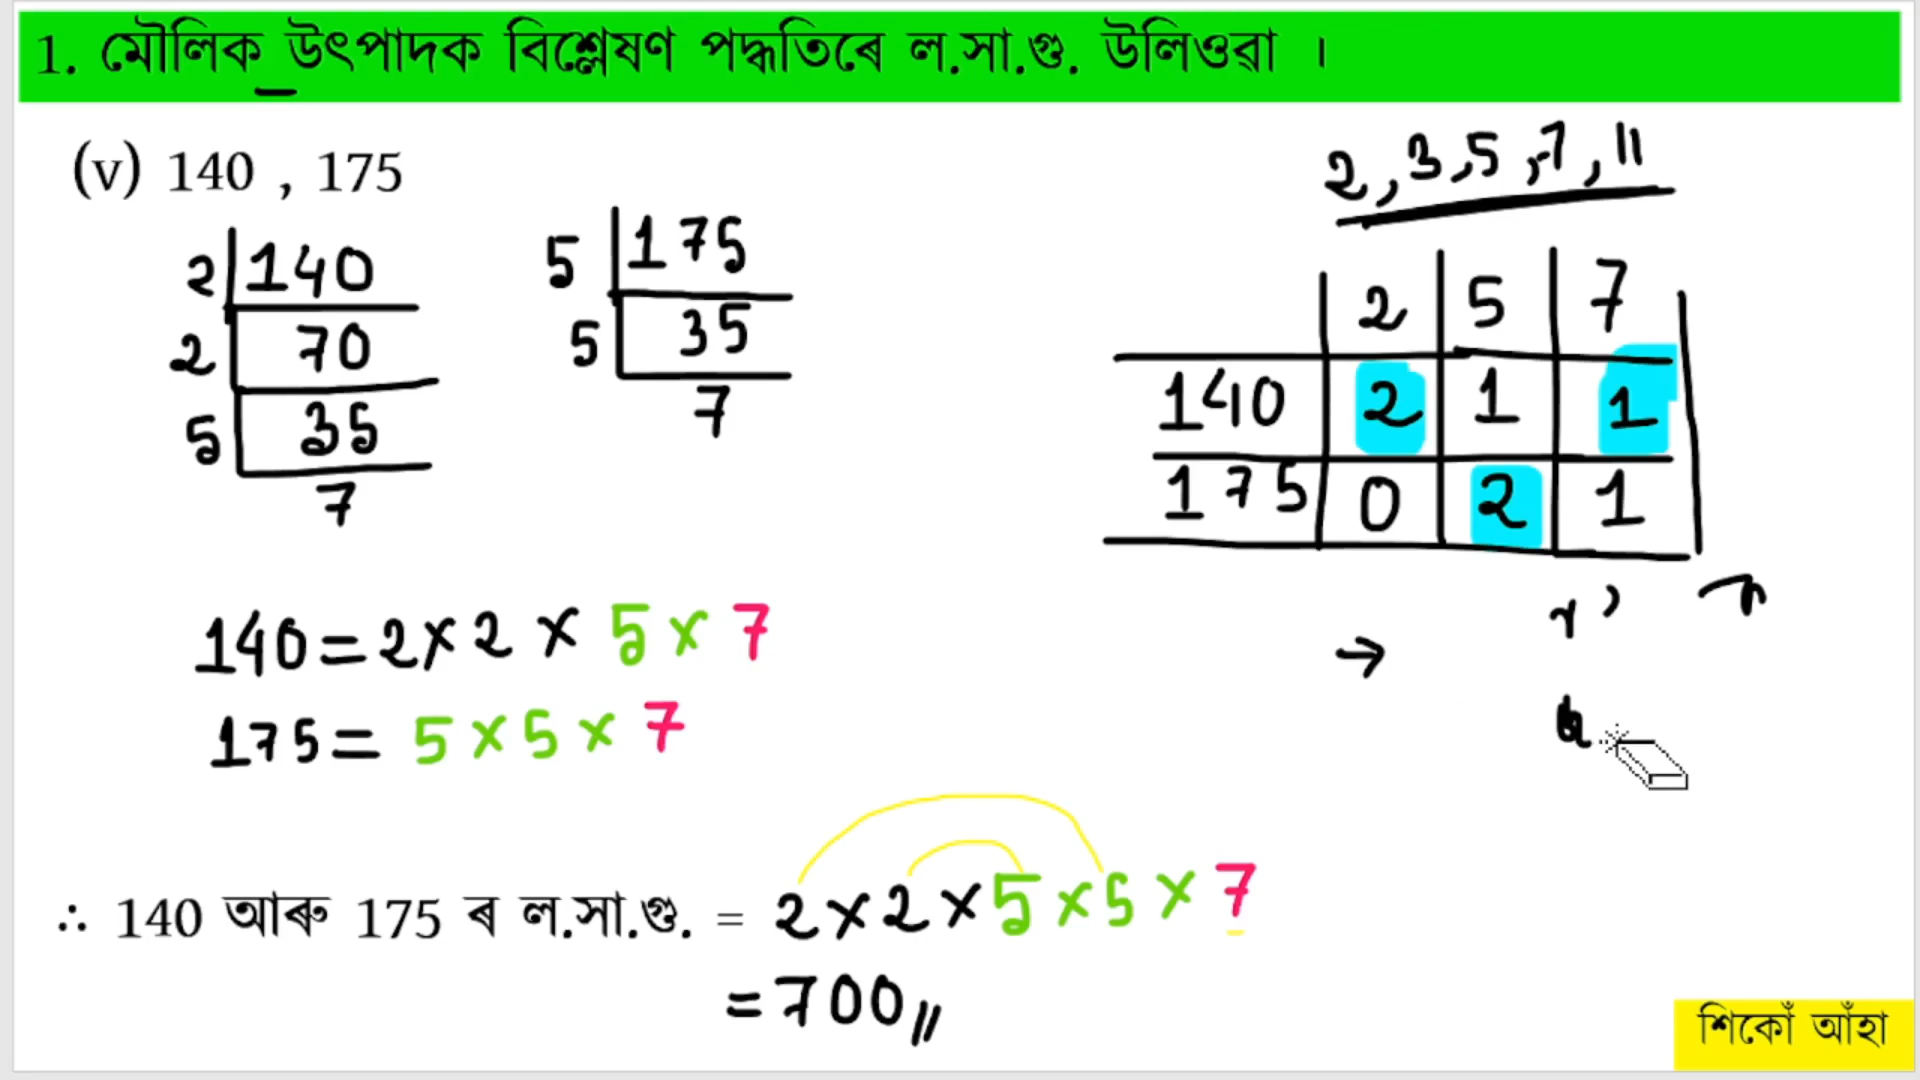 1. মৌলিক উৎপাদক বিশ্লেষণ পদ্ধতিৰে ল.সা.গু. উলিওৱা ।
(v) 140 , 175
2, 3, 5, 7, 11
2 140
2 70
5 35
7
5 175
5 35
7
2 5 7
140 2 1 1
175 0 2 1
140 = 2 × 2 × 5 × 7
175 = 5 × 5 × 7
→
∴ 140 আৰু 175 ৰ ল.সা.গু. = 2 × 2 × 5 × 5 × 7
= 700 //
শিকোঁ আঁহা